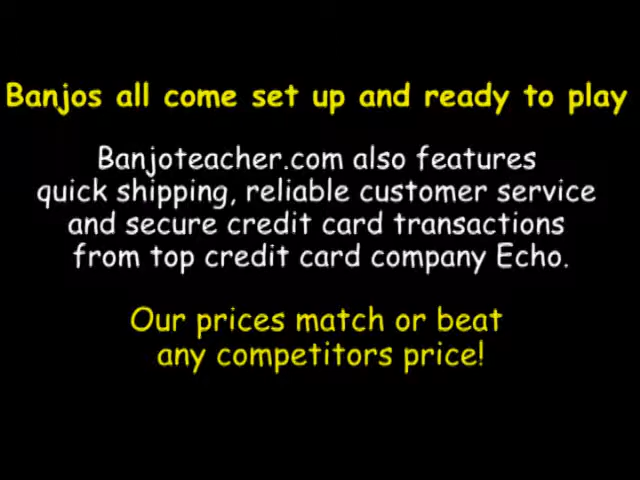 Banjos all come set up and ready to play
Banjoteacher.com also features
quick shipping, reliable customer service
and secure credit card transactions
from top credit card company Echo.
Our prices match or beat
any competitors price!